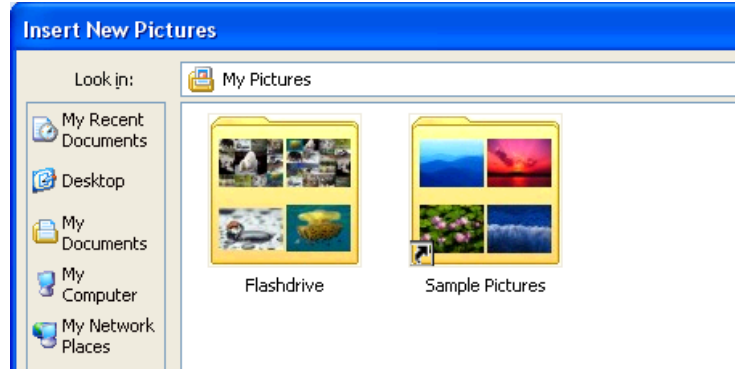 Insert New Pictures
Look in:
My Pictures
My Recent
Documents
Desktop
My
Documents
My
Computer
My Network
Places
Flashdrive
Sample Pictures